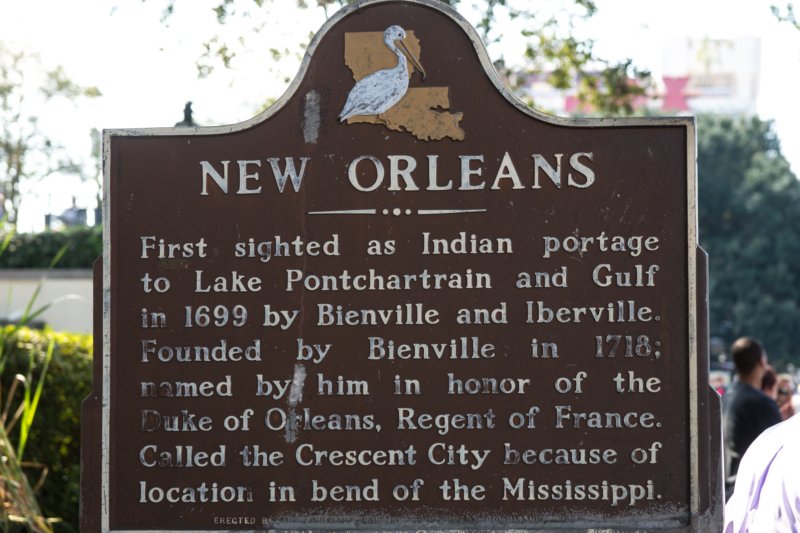 NEW ORLEANS
First sighted as Indian portage
to Lake Pontchartrain and Gulf
in 1699 by Bienville and Iberville.
Founded by Bienville in 1718;
named by him in honor of the
Duke of Orleans, Regent of France.
Called the Crescent City because of
location in bend of the Mississippi.
ERECTED